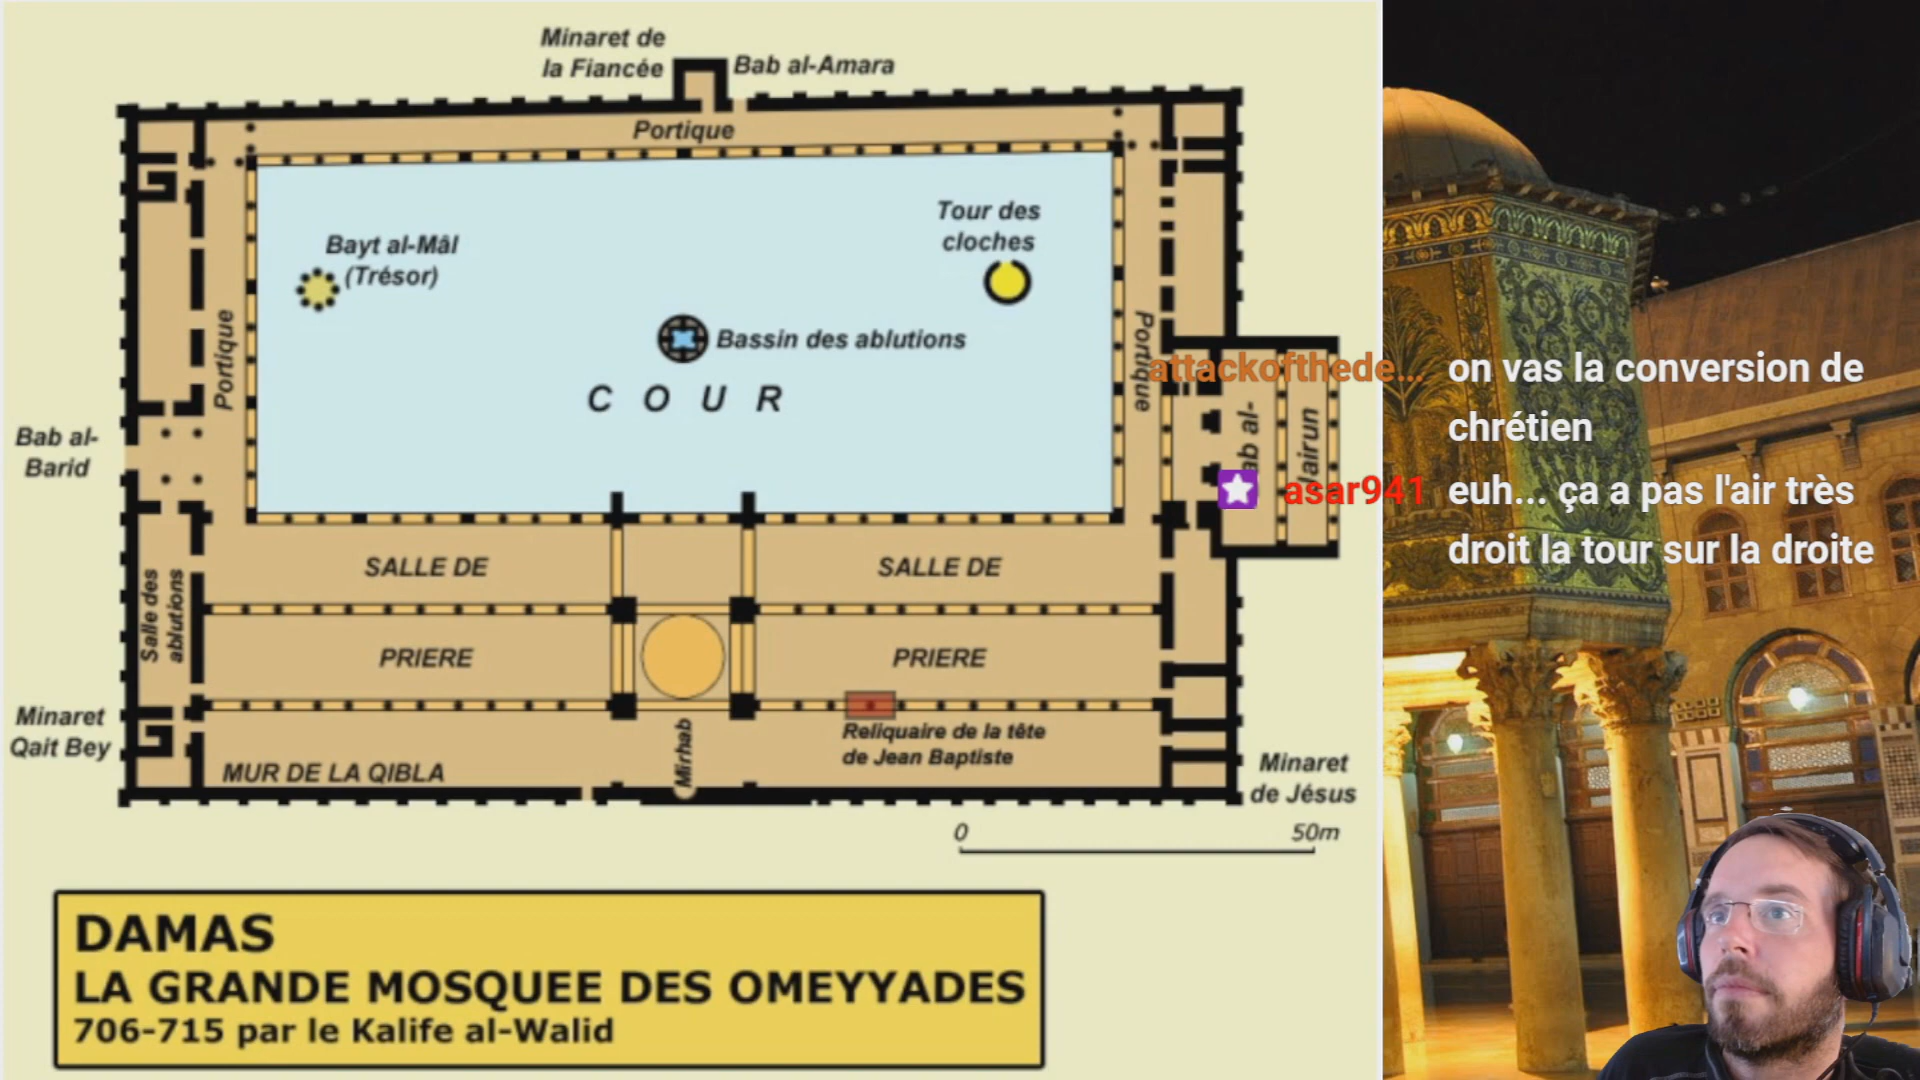 Minaret de
la Fiancée
Bab al-Amara
Portique
Tour des
cloches
Bayt al-Mâl
(Trésor)
Bassin des ablutions
C O U R
Portique
Portique
Bab al-
Barid
ab al-
airun
attackofthede... on vas la conversion de
chrétien
asar941 euh... ça a pas l'air très
droit la tour sur la droite
SALLE DE
SALLE DE
Salle des
ablutions
PRIERE
PRIERE
Minaret
Qait Bey
Mirhab
Reliquaire de la tête
de Jean Baptiste
MUR DE LA QIBLA
Minaret
de Jésus
0 50m
DAMAS
LA GRANDE MOSQUEE DES OMEYYADES
706-715 par le Kalife al-Walid